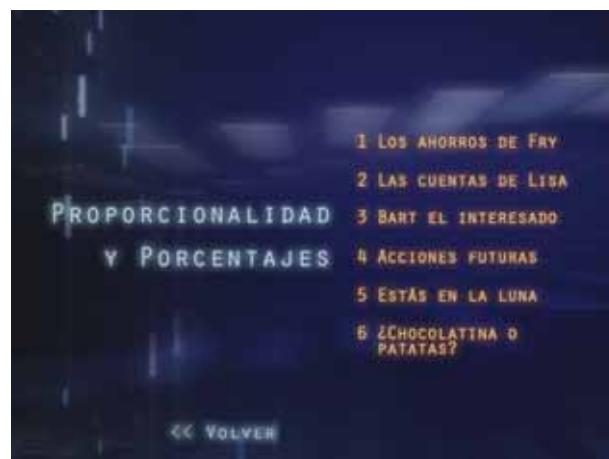 Proporcionalidad
y Porcentajes
1 Los ahorros de Fry
2 Las cuentas de Lisa
3 Bart el interesado
4 Acciones futuras
5 Estás en la luna
6 ¿Chocolatina o
patatas?
<< Volver